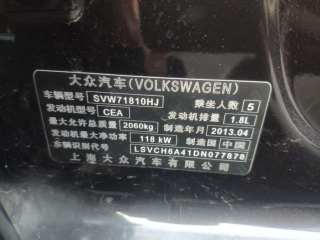 大众汽车(VOLKSWAGEN)
车辆型号 SVW71810HJ 乘坐人数 5
发动机型号 CEA 发动机排量 1.8L
最大允许总质量 2060kg 制造年月 2013.04
发动机最大净功率 118 kW 制造国 中国
车辆识别代号 LSVCH6A41DN077878
上海大众汽车有限公司